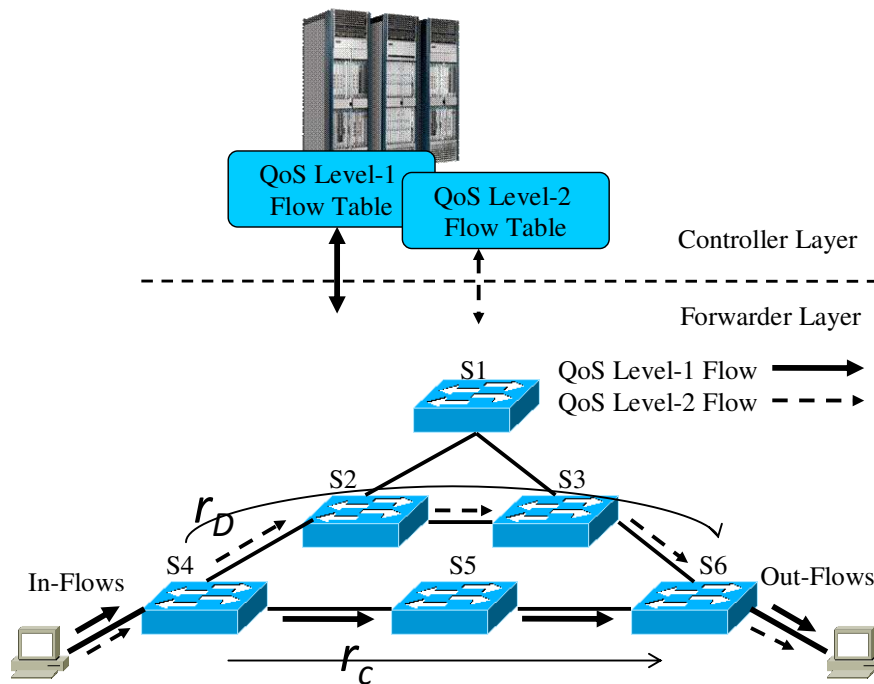 QoS Level-1
Flow Table
QoS Level-2
Flow Table
Controller Layer
Forwarder Layer
S1
QoS Level-1 Flow
QoS Level-2 Flow
S2
S3
r_D
S4
S5
S6
In-Flows
Out-Flows
r_c